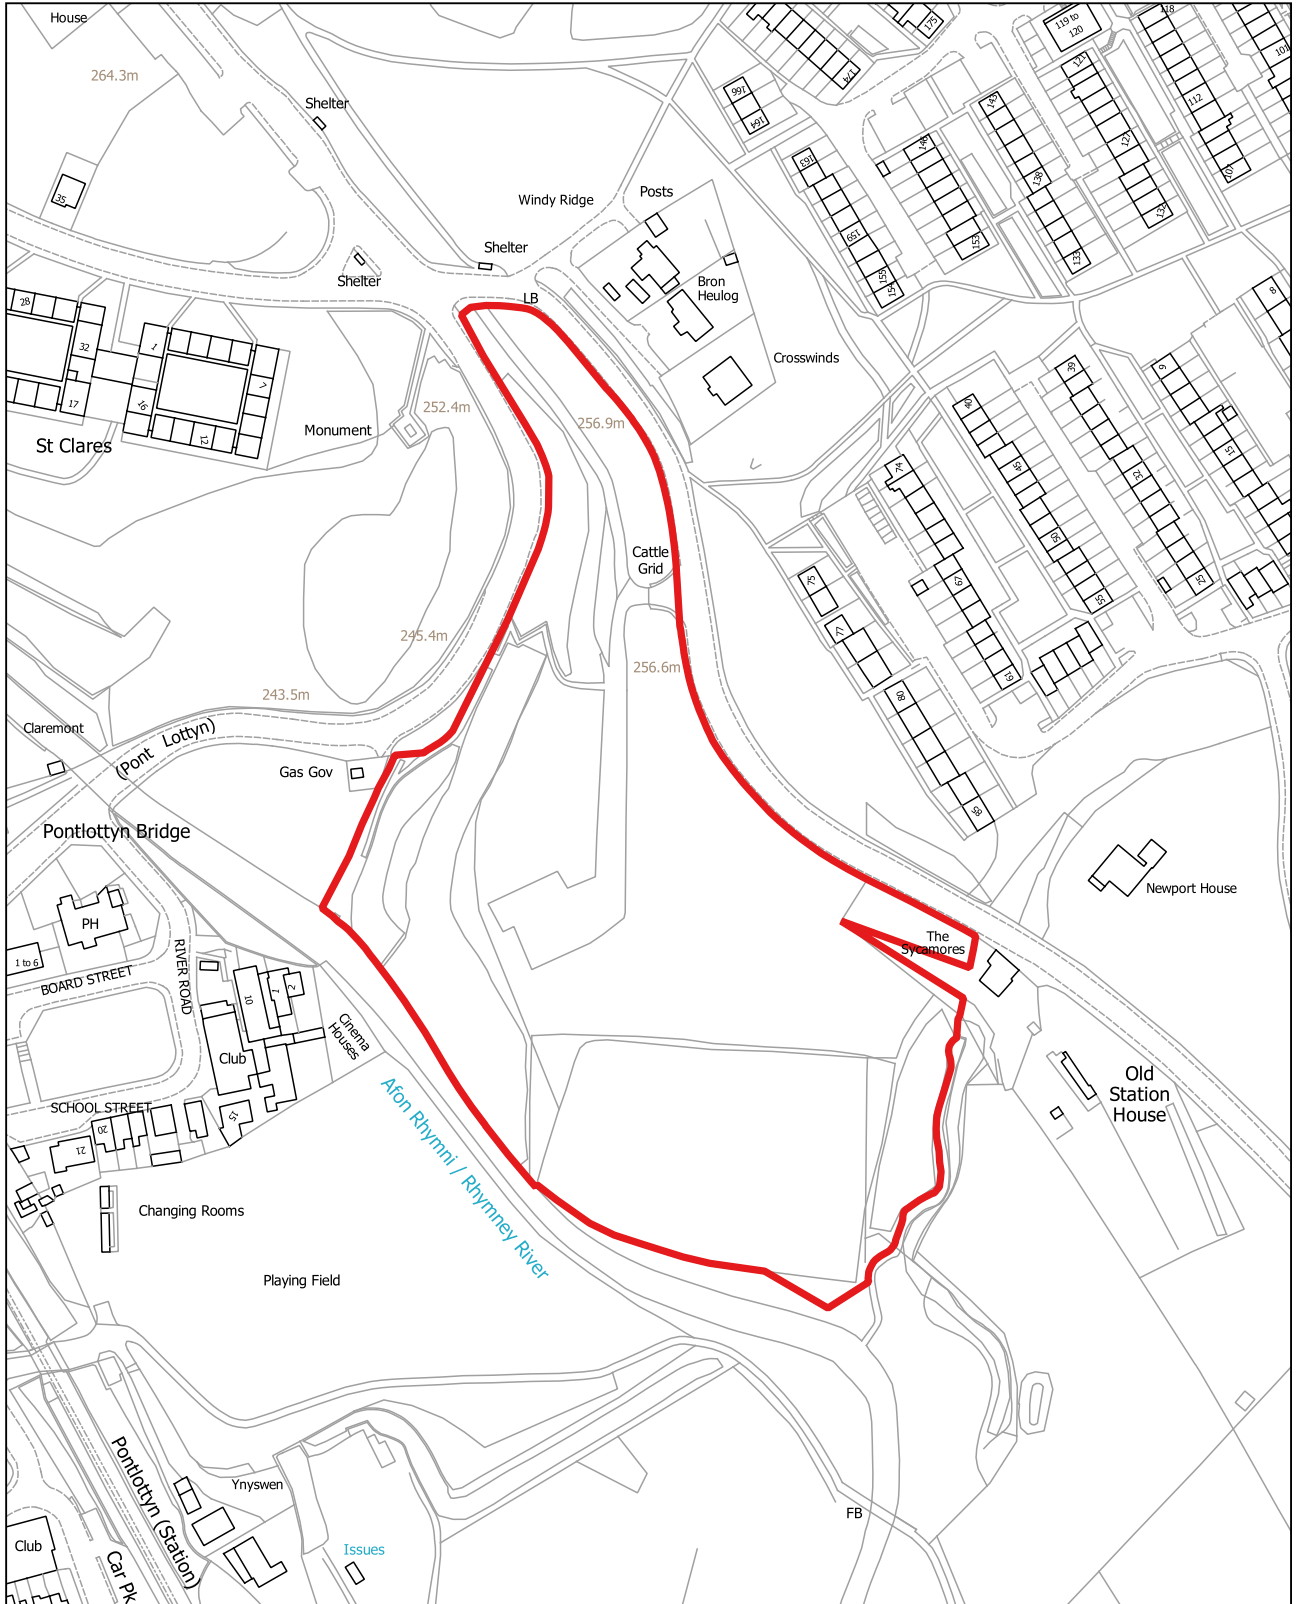 House
175
119 to
120
118
101
264.3m
174
121
112
Shelter
166
164
143
146
127
107
163
138
35
Windy Ridge
Posts
132
159
153
133
Shelter
Shelter
155
154
Bron
Heulog
8
28
LB
32
1
7
Crosswinds
39
9
17
16
12
252.4m
40
St Clares
Monument
256.9m
15
74
45
32
50
Cattle
Grid
75
67
25
55
77
245.4m
256.6m
61
243.5m
80
Claremont
(Pont Lottyn)
Gas Gov
85
Pontlottyn Bridge
Newport House
PH
The
Sycamores
1 to 6
RIVER ROAD
BOARD STREET
10
1
2
Cinema
Houses
Club
Old
Station
House
SCHOOL STREET
20
15
21
Afon Rhymni / Rhymney River
Changing Rooms
Playing Field
Pontlottyn (Station)
Ynyswen
FB
Club
Car Pk
Issues